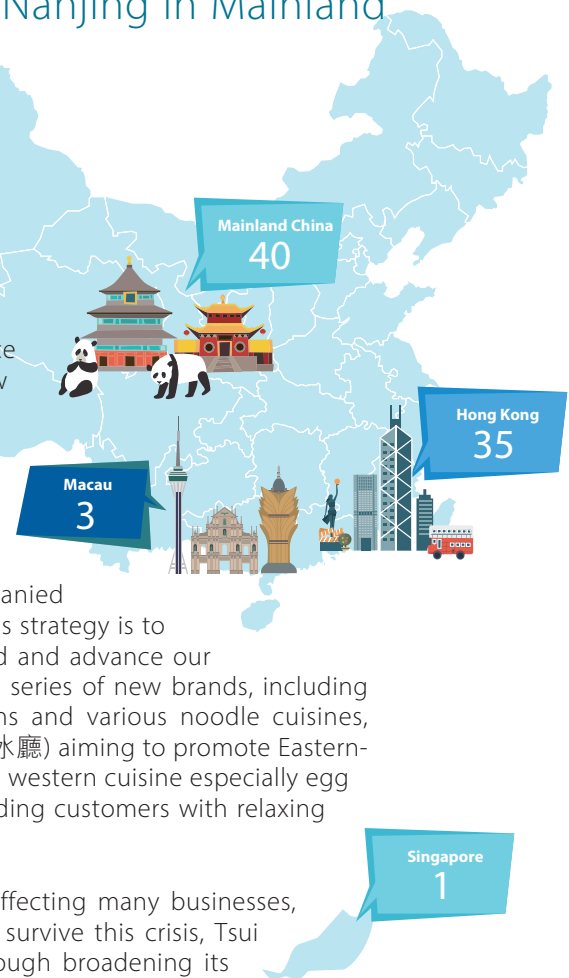 Nanjing in Mainland
Mainland China
40
Hong Kong
35
Macau
3
s strategy is to
d and advance our
series of new brands, including
ns and various noodle cuisines,
水廳) aiming to promote Eastern-
western cuisine especially egg
ding customers with relaxing
Singapore
1
ffecting many businesses,
survive this crisis, Tsui
ough broadening its